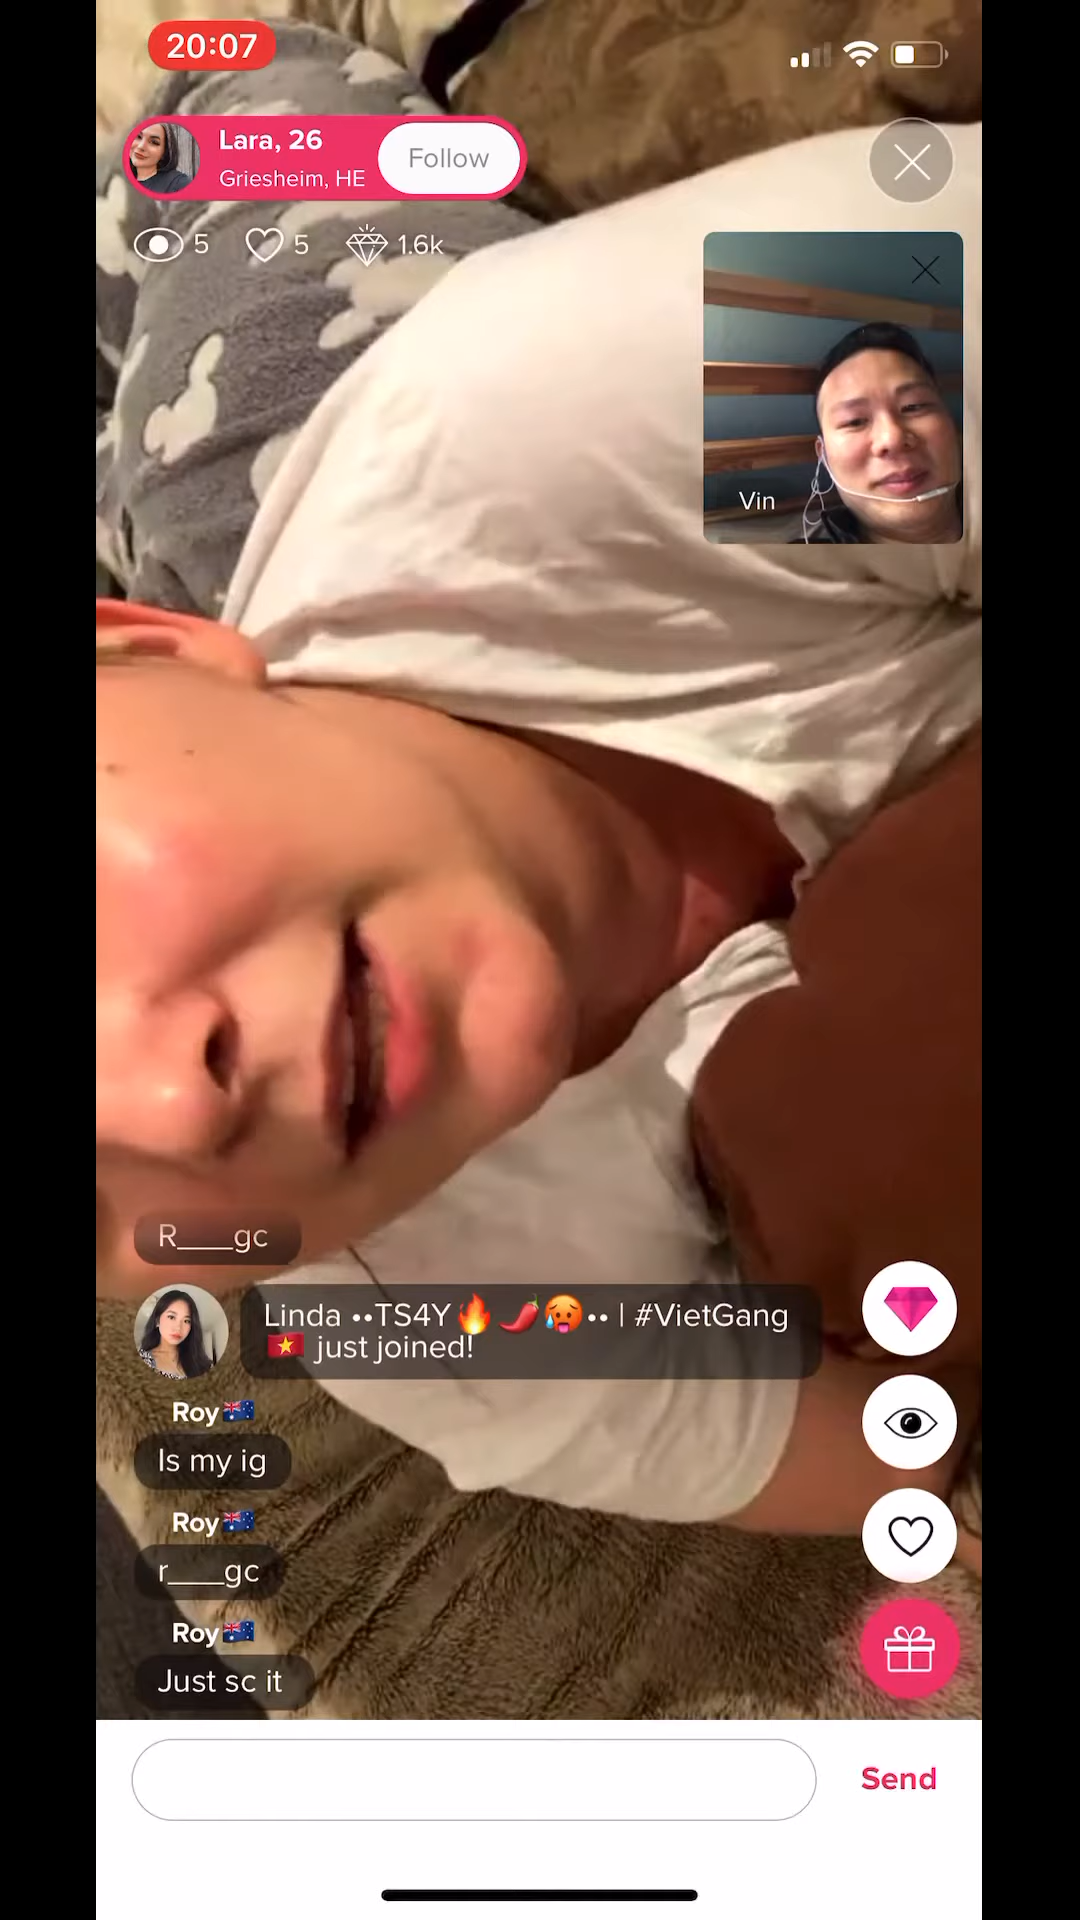 20:07
Lara, 26
Griesheim, HE
Follow
5 5 1.6k
Vin
R____gc
Linda ••TS4Y🔥🌶️🥵•• | #VietGang
🇻🇳 just joined!
Roy🇦🇺
Is my ig
Roy🇦🇺
r____gc
Roy🇦🇺
Just sc it
Send